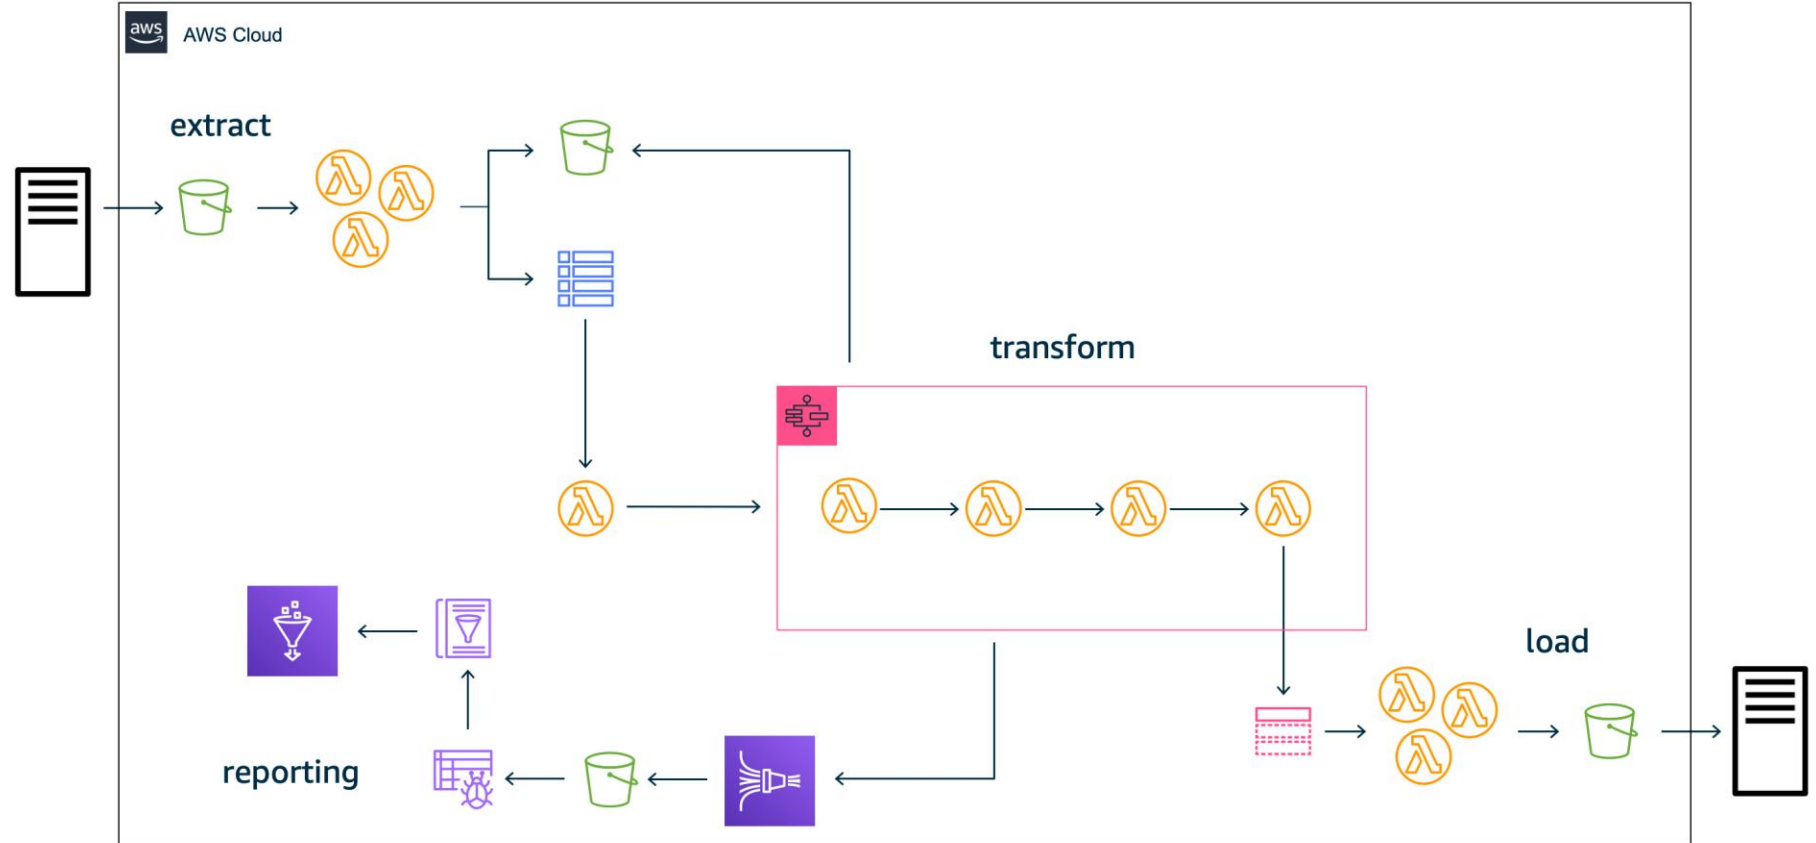 aws
AWS Cloud
extract
transform
load
reporting